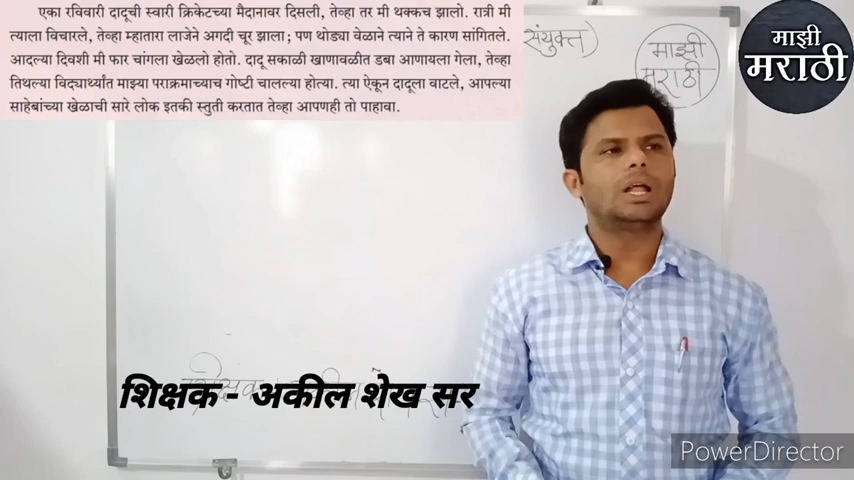 एका रविवारी दादूची स्वारी क्रिकेटच्या मैदानावर दिसली, तेव्हा तर मी थक्कच झालो. रात्री मी
त्याला विचारले, तेव्हा म्हातारा लाजेने अगदी चूर झाला; पण थोड्या वेळाने त्याने ते कारण सांगितले.
आदल्या दिवशी मी फार चांगला खेळलो होतो. दादू सकाळी खाणावळीत डबा आणायला गेला, तेव्हा
तिथल्या विद्यार्थ्यांत माझ्या पराक्रमाच्याच गोष्टी चालल्या होत्या. त्या ऐकून दादूला वाटले, आपल्या
साहेबांच्या खेळाची सारे लोक इतकी स्तुती करतात तेव्हा आपणही तो पाहावा.
संयुक्त)
माझी
मराठी
माझी
मराठी
शिक्षक - अकील शेख सर
PowerDirector